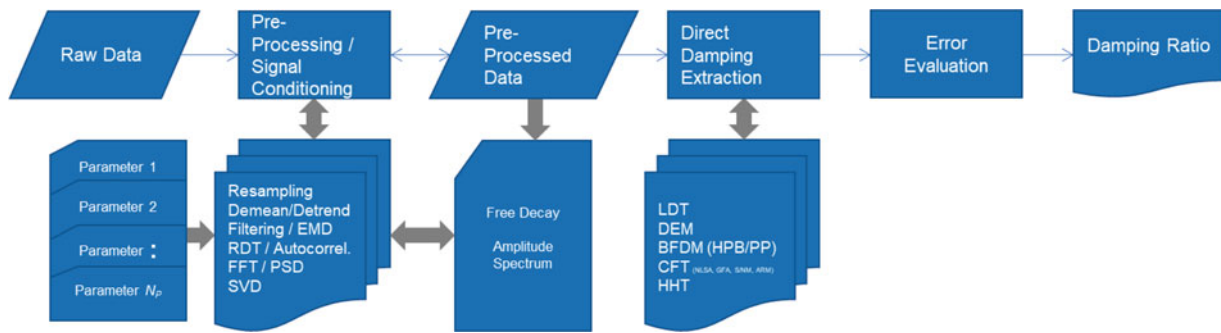 Raw Data
Pre-
Processing /
Signal
Conditioning
Pre-
Processed
Data
Direct
Damping
Extraction
Error
Evaluation
Damping Ratio
Parameter 1
Parameter 2
Parameter :
Parameter Nₚ
Resampling
Demean/Detrend
Filtering / EMD
RDT / Autocorrel.
FFT / PSD
SVD
Free Decay
Amplitude
Spectrum
LDT
DEM
BFDM (HPB/PP)
CFT (NLSA, GFA, SINM, ARM)
HHT